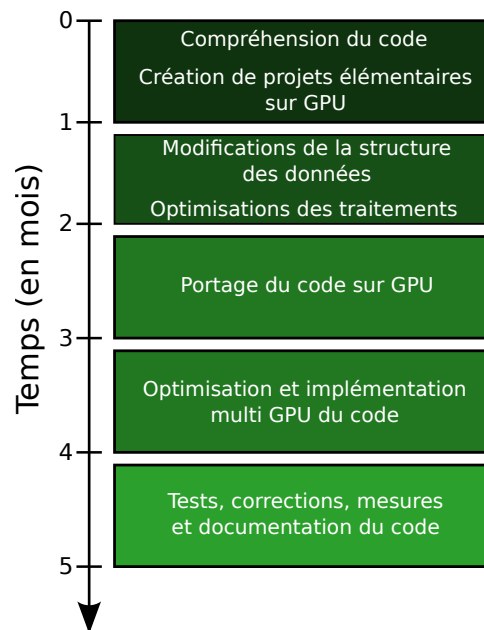 0
Compréhension du code
Création de projets élémentaires
sur GPU
1
Modifications de la structure
des données
Optimisations des traitements
2
Portage du code sur GPU
3
Optimisation et implémentation
multi GPU du code
4
Tests, corrections, mesures
et documentation du code
5
Temps (en mois)